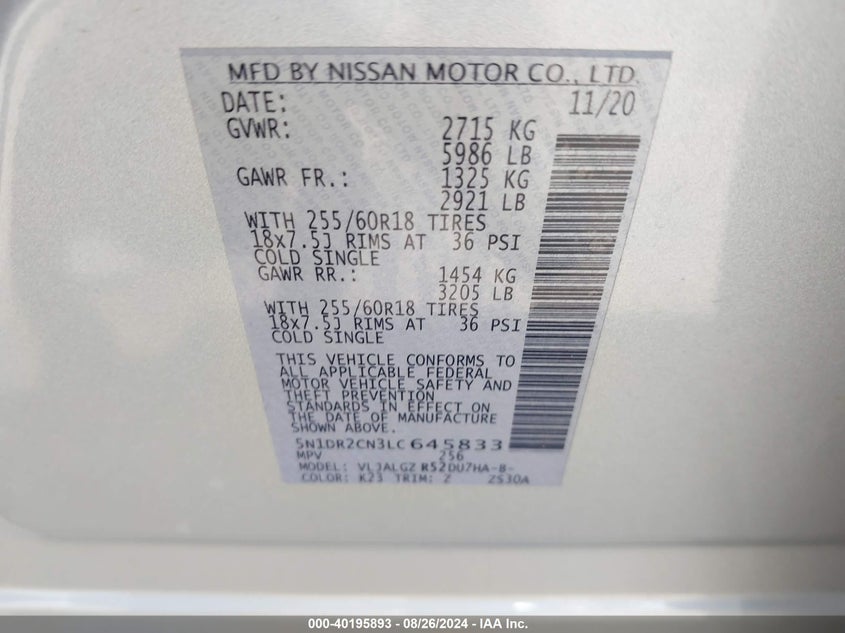 MFD BY NISSAN MOTOR CO., LTD.
DATE: 11/20
GVWR: 2715 KG
5986 LB
GAWR FR.: 1325 KG
2921 LB
WITH 255/60R18 TIRES
18x7.5J RIMS AT 36 PSI
COLD SINGLE
GAWR RR.: 1454 KG
3205 LB
WITH 255/60R18 TIRES
18x7.5J RIMS AT 36 PSI
COLD SINGLE
THIS VEHICLE CONFORMS TO
ALL APPLICABLE FEDERAL
MOTOR VEHICLE SAFETY AND
THEFT PREVENTION
STANDARDS IN EFFECT ON
THE DATE OF MANUFACTURE
SHOWN ABOVE.
5N1DR2CN3LC645833
MPV 256
MODEL: VLJALGZ R52DU7HA-B-
COLOR: K23 TRIM: Z ZS30A
000-40195893 - 08/26/2024 - IAA Inc.